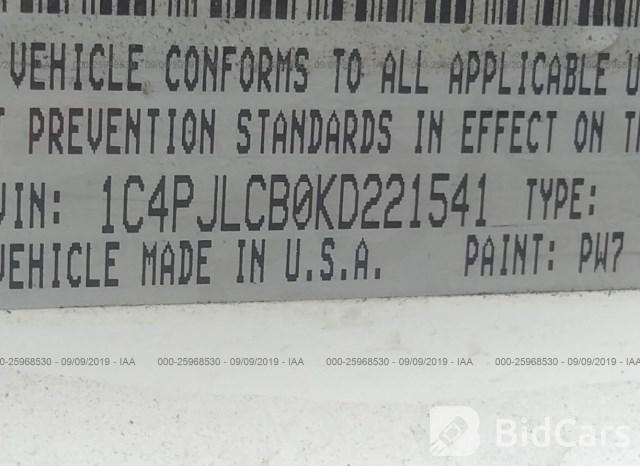 VEHICLE CONFORMS TO ALL APPLICABLE U
T PREVENTION STANDARDS IN EFFECT ON TH
VIN: 1C4PJLCB0KD221541 TYPE:
VEHICLE MADE IN U.S.A. PAINT: PW7
000-25968530 - 09/09/2019 - IAA 000-25968530 - 09/09/2019 - IAA 000-25968530 - 09/09/2019 - IAA 000-25968530 - 09/09/2019 - IAA
BidCars